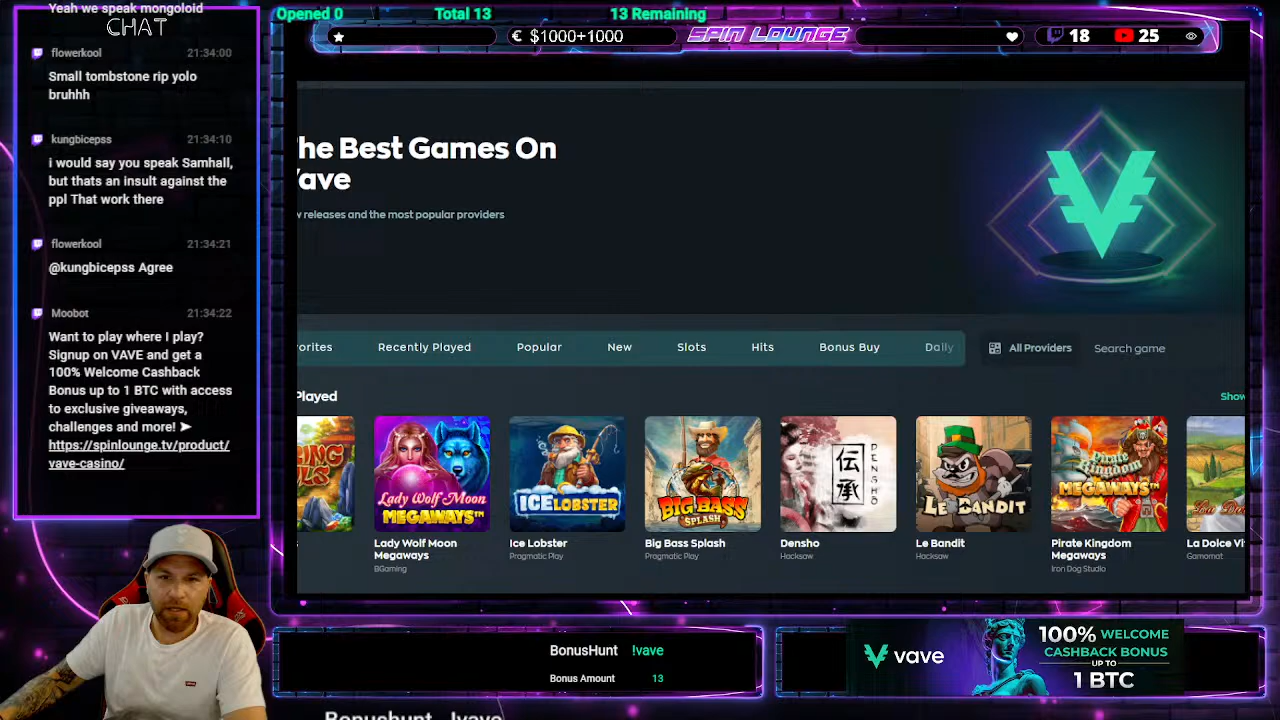 Yeah we speak mongoloid
CHAT
flowerkool 21:34:00
Small tombstone rip yolo
bruhhh
kungbicepss 21:34:10
i would say you speak Samhall,
but thats an insult against the
ppl That work there
flowerkool 21:34:21
@kungbicepss Agree
Moobot 21:34:22
Want to play where I play?
Signup on VAVE and get a
100% Welcome Cashback
Bonus up to 1 BTC with access
to exclusive giveaways,
challenges and more! ➤
https://spinlounge.tv/product/
vave-casino/
Opened 0 Total 13 13 Remaining
€ $1000+1000 SPIN LOUNGE 18 25
he Best Games On
Vave
w releases and the most popular providers
orites Recently Played Popular New Slots Hits Bonus Buy Daily All Providers Search game
Played Show
Lady Wolf Moon
MEGAWAYS™
ICE LOBSTER
BIG BASS
SPLASH
伝承
DENSHO
LE BANDIT
Pirate
Kingdom
MEGAWAYS™
Lady Wolf Moon
Megaways
BGaming
Ice Lobster
Pragmatic Play
Big Bass Splash
Pragmatic Play
Densho
Hacksaw
Le Bandit
Hacksaw
Pirate Kingdom
Megaways
Iron Dog Studio
La Dolce Vi
Gamomat
BonusHunt !vave
Bonus Amount 13
vave
100% WELCOME
CASHBACK BONUS
UP TO
1 BTC
Bonushunt !vave